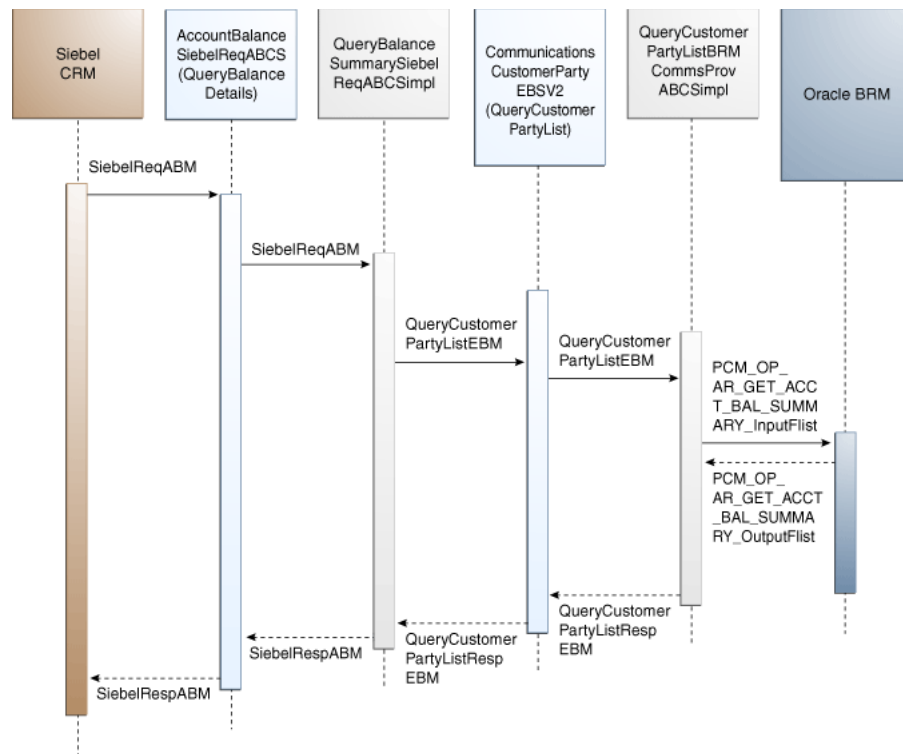 Siebel
CRM
AccountBalance
SiebelReqABCS
(QueryBalance
Details)
QueryBalance
SummarySiebel
ReqABCSImpl
Communications
CustomerParty
EBSV2
(QueryCustomer
PartyList)
QueryCustomer
PartyListBRM
CommsProv
ABCSImpl
Oracle BRM
SiebelReqABM
SiebelReqABM
QueryCustomer
PartyListEBM
QueryCustomer
PartyListEBM
PCM_OP_
AR_GET_ACC
T_BAL_SUMM
ARY_InputFlist
PCM_OP_
AR_GET_ACCT
_BAL_SUMMA
RY_OutputFlist
QueryCustomer
PartyListResp
EBM
QueryCustomer
PartyListResp
EBM
SiebelRespABM
SiebelRespABM